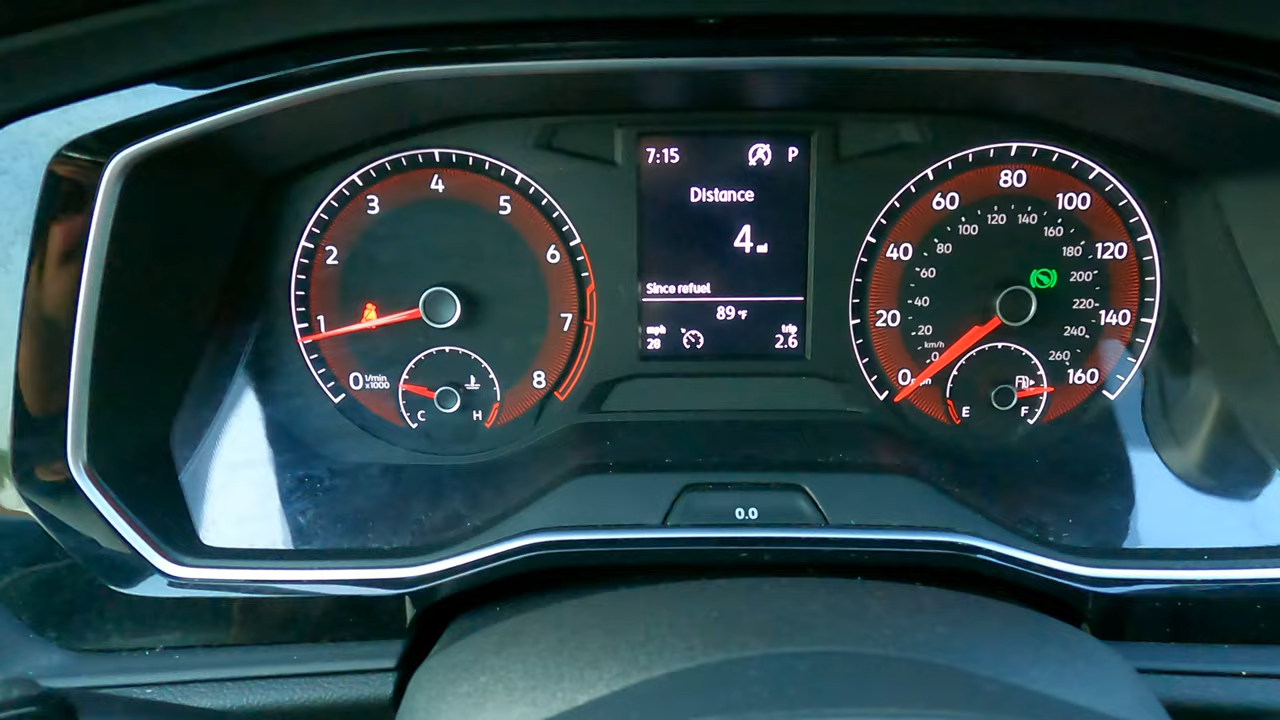 0
1
2
3
4
5
6
7
8
1/min
x1000
C
H
7:15
P
Distance
4 mi
Since refuel
89°F
mph
28
trip
2.6
0
20
40
60
80
100
120
140
160
km/h
0
20
40
60
80
100
120
140
160
180
200
220
240
260
E
F
0.0